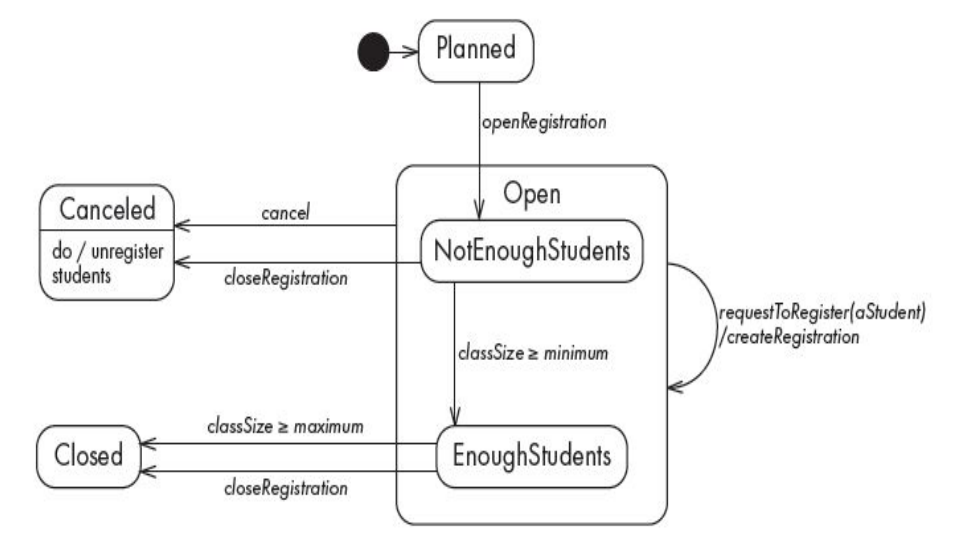 Planned
openRegistration
Open
Canceled
do / unregister
students
cancel
closeRegistration
NotEnoughStudents
requestToRegister(aStudent)
/createRegistration
classSize ≥ minimum
classSize ≥ maximum
Closed
closeRegistration
EnoughStudents